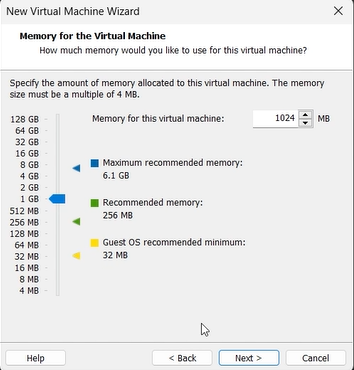 New Virtual Machine Wizard
Memory for the Virtual Machine
How much memory would you like to use for this virtual machine?
Specify the amount of memory allocated to this virtual machine. The memory
size must be a multiple of 4 MB.
Memory for this virtual machine: 1024 MB
128 GB
64 GB
32 GB
16 GB
8 GB
4 GB
2 GB
1 GB
512 MB
256 MB
128 MB
64 MB
32 MB
16 MB
8 MB
4 MB
Maximum recommended memory:
6.1 GB
Recommended memory:
256 MB
Guest OS recommended minimum:
32 MB
Help
< Back
Next >
Cancel